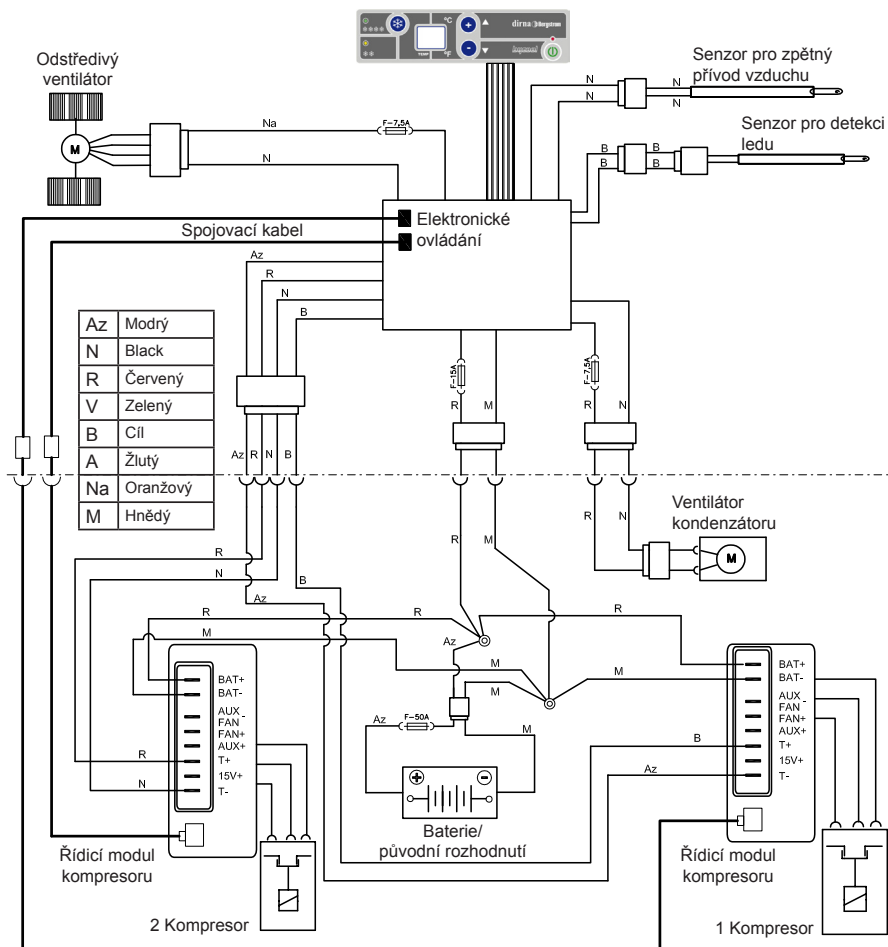 °C
dirna Bergstrom
TEMP
°F
Odstředivý
ventilátor
M
Na
F-7,5A
N
N
N
N
N
Senzor pro zpětný
přívod vzduchu
Senzor pro detekci
ledu
B
B
B
B
Spojovací kabel
Elektronické
ovládání
Az
R
N
B
Az Modrý
N Black
R Červený
V Zelený
B Cíl
A Žlutý
Na Oranžový
M Hnědý
F-15A
F-7,5A
R
M
R
N
Az
R
N
B
R
M
R
N
Ventilátor
kondenzátoru
M
R
N
B
Az
R
R
R
M
Az
M
M
M
BAT+
BAT-
AUX -
FAN
FAN+
AUX+
T+
15V+
T-
R
N
Az
F-50A
M
+
-
Baterie/
původní rozhodnutí
BAT+
BAT-
AUX -
FAN
FAN+
AUX+
T+
15V+
T-
B
Az
Řídicí modul
kompresoru
2 Kompresor
Řídicí modul
kompresoru
1 Kompresor